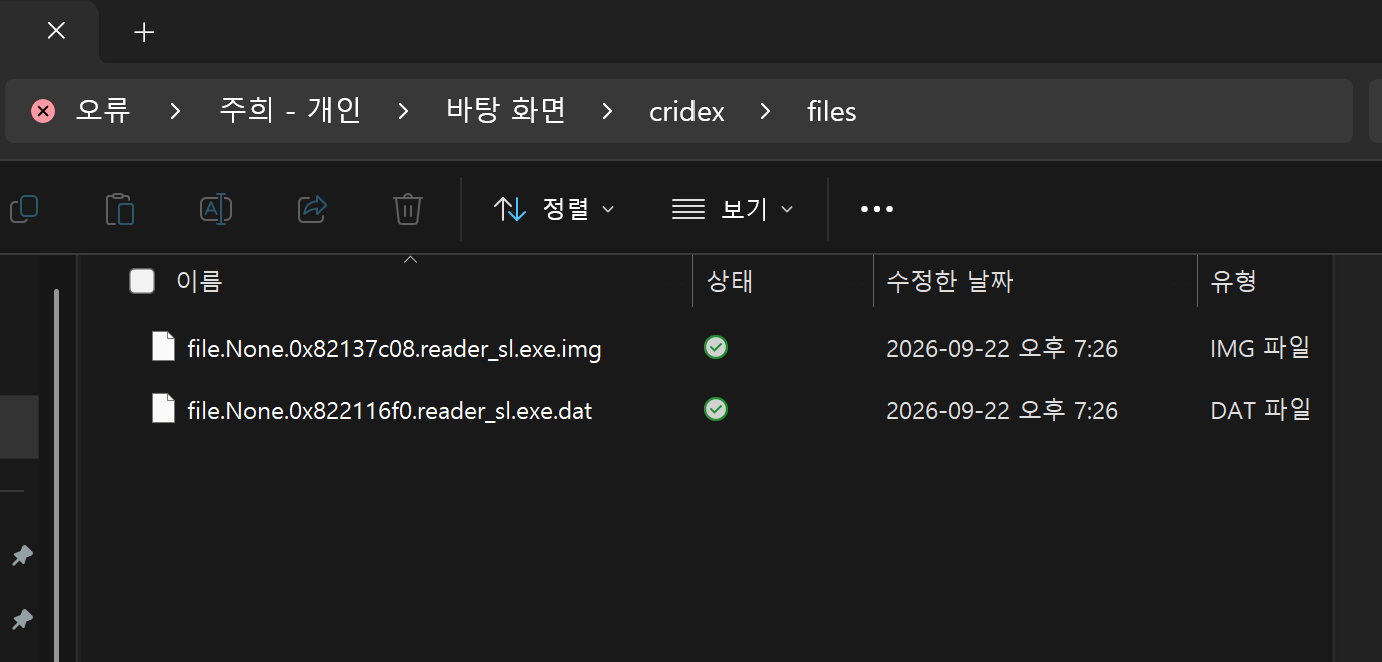 오류 > 주희 - 개인 > 바탕 화면 > cridex > files
정렬 보기
이름 상태 수정한 날짜 유형
file.None.0x82137c08.reader_sl.exe.img 2026-09-22 오후 7:26 IMG 파일
file.None.0x822116f0.reader_sl.exe.dat 2026-09-22 오후 7:26 DAT 파일